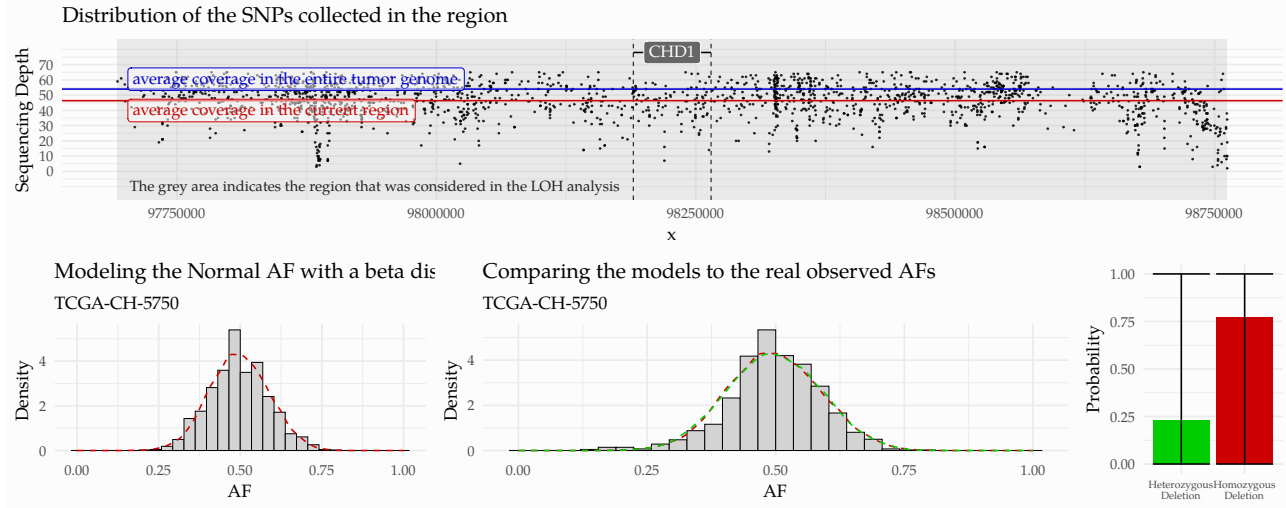 Distribution of the SNPs collected in the region
Sequencing Depth
70
60
50
40
30
20
10
0
CHD1
average coverage in the entire tumor genome
average coverage in the current region
The grey area indicates the region that was considered in the LOH analysis
97750000 98000000 98250000 98500000 98750000
x
Modeling the Normal AF with a beta dis
TCGA-CH-5750
Density
4
2
0
0.00 0.25 0.50 0.75 1.00
AF
Comparing the models to the real observed AFs
TCGA-CH-5750
Density
4
2
0
0.00 0.25 0.50 0.75 1.00
AF
Probability
1.00
0.75
0.50
0.25
0.00
Heterozygous Homozygous
Deletion Deletion